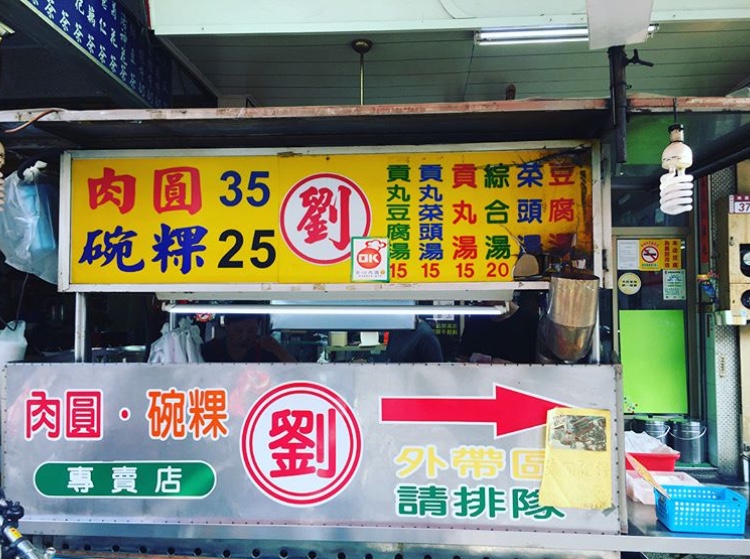 肉圓 35
碗粿 25
劉
OK
豆腐湯
菜頭湯
綜合湯 20
貢丸湯 15
貢丸菜頭湯 15
貢丸豆腐湯 15
肉圓·碗粿
專賣店
劉
外帶區
請排隊
37